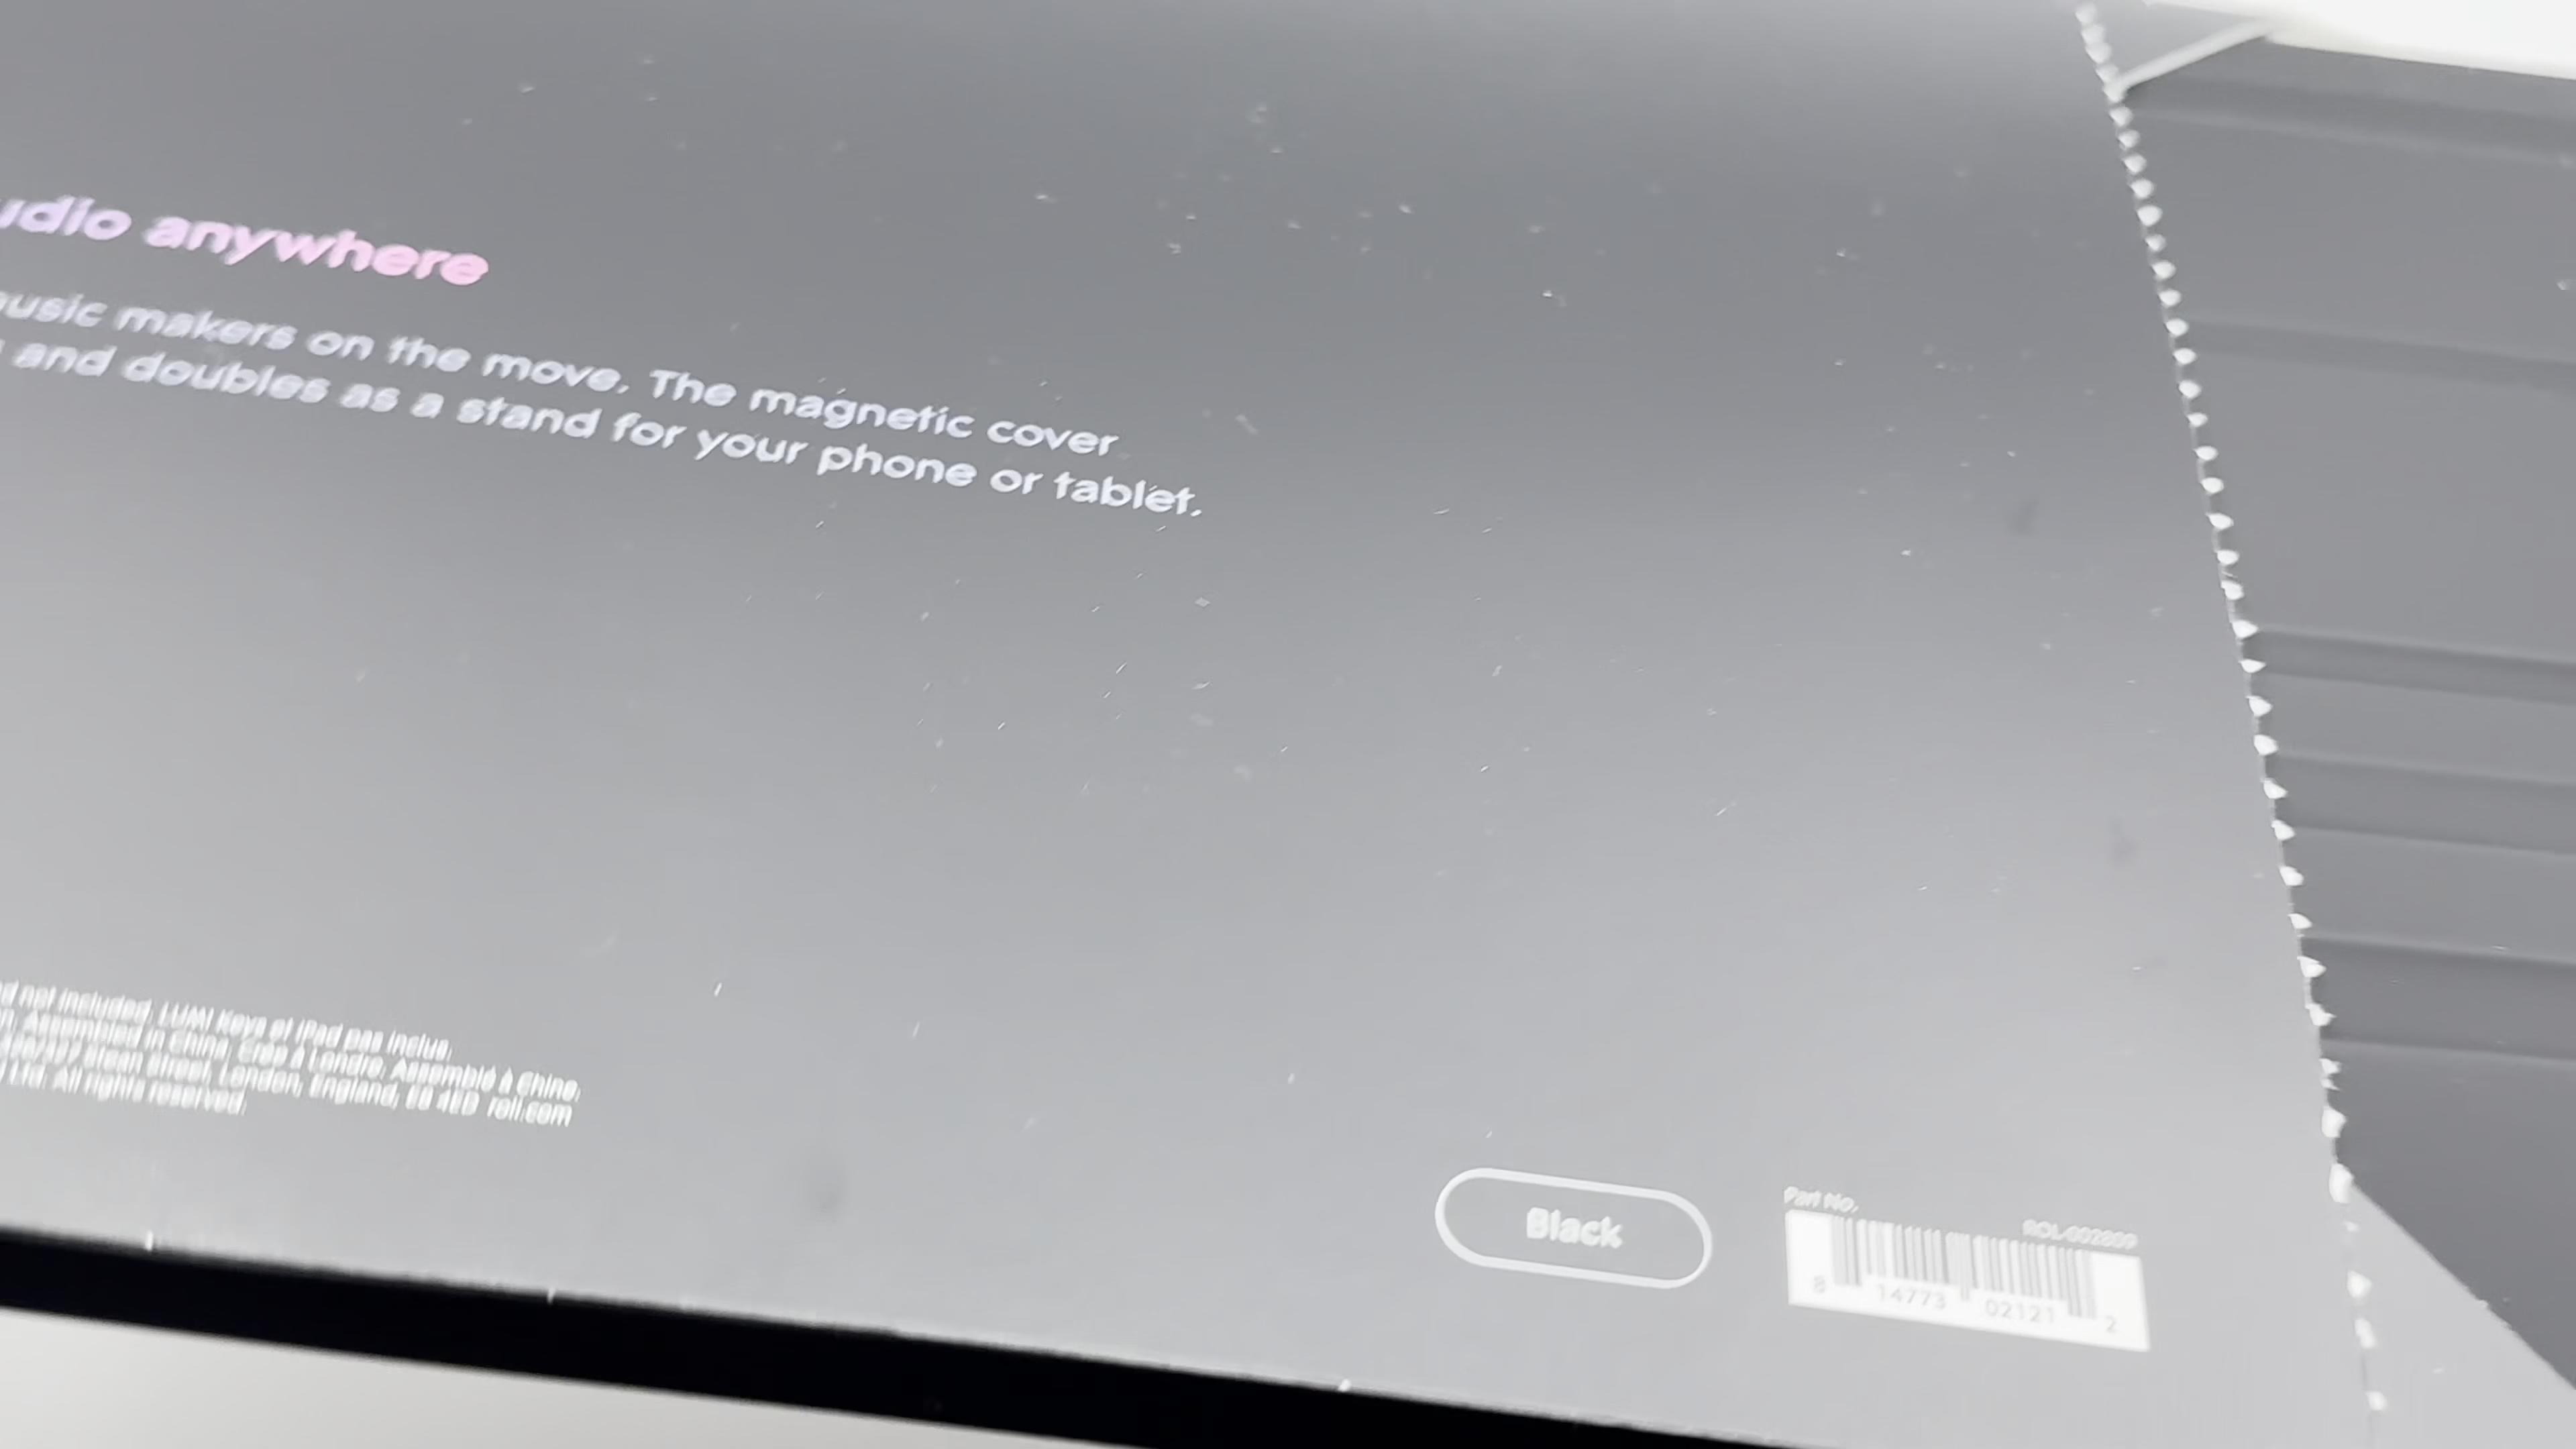 udio anywhere
usic makers on the move. The magnetic cover
and doubles as a stand for your phone or tablet.
d not included. LUMI Keys et iPad pas inclus.
Assembled in China. Créé à Londre. Assemblé à Chine.
London, England, roli.com
Ltd. All rights reserved.
Black
Part No.
14773 02121 2